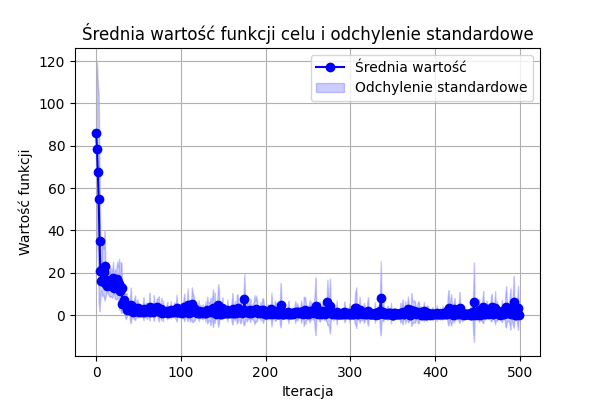 Średnia wartość funkcji celu i odchylenie standardowe
Średnia wartość
Odchylenie standardowe
Wartość funkcji
120
100
80
60
40
20
0
0 100 200 300 400 500
Iteracja